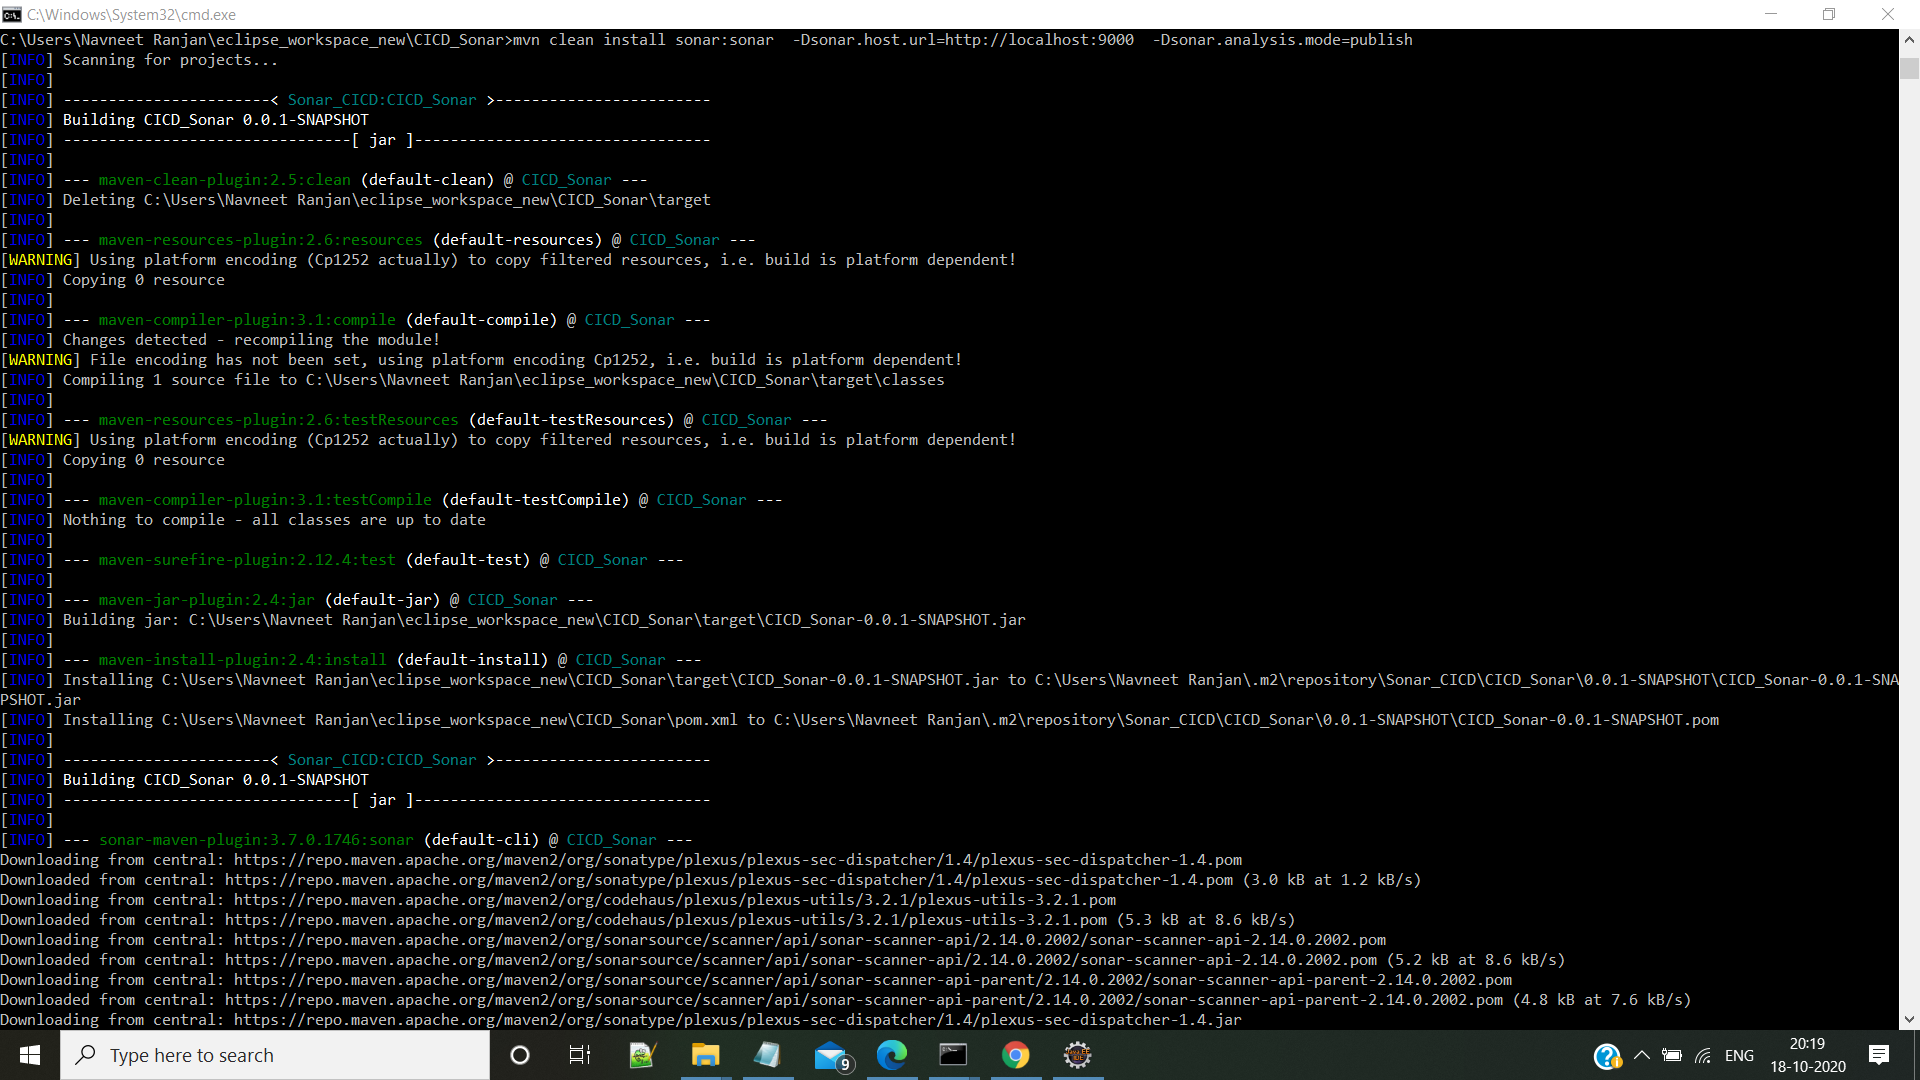 C:\Windows\System32\cmd.exe
C:\Users\Navneet Ranjan\eclipse_workspace_new\CICD_Sonar>mvn clean install sonar:sonar  -Dsonar.host.url=http://localhost:9000  -Dsonar.analysis.mode=publish
[INFO] Scanning for projects...
[INFO]
[INFO] -----------------------< Sonar_CICD:CICD_Sonar >------------------------
[INFO] Building CICD_Sonar 0.0.1-SNAPSHOT
[INFO] --------------------------------[ jar ]---------------------------------
[INFO]
[INFO] --- maven-clean-plugin:2.5:clean (default-clean) @ CICD_Sonar ---
[INFO] Deleting C:\Users\Navneet Ranjan\eclipse_workspace_new\CICD_Sonar\target
[INFO]
[INFO] --- maven-resources-plugin:2.6:resources (default-resources) @ CICD_Sonar ---
[WARNING] Using platform encoding (Cp1252 actually) to copy filtered resources, i.e. build is platform dependent!
[INFO] Copying 0 resource
[INFO]
[INFO] --- maven-compiler-plugin:3.1:compile (default-compile) @ CICD_Sonar ---
[INFO] Changes detected - recompiling the module!
[WARNING] File encoding has not been set, using platform encoding Cp1252, i.e. build is platform dependent!
[INFO] Compiling 1 source file to C:\Users\Navneet Ranjan\eclipse_workspace_new\CICD_Sonar\target\classes
[INFO]
[INFO] --- maven-resources-plugin:2.6:testResources (default-testResources) @ CICD_Sonar ---
[WARNING] Using platform encoding (Cp1252 actually) to copy filtered resources, i.e. build is platform dependent!
[INFO] Copying 0 resource
[INFO]
[INFO] --- maven-compiler-plugin:3.1:testCompile (default-testCompile) @ CICD_Sonar ---
[INFO] Nothing to compile - all classes are up to date
[INFO]
[INFO] --- maven-surefire-plugin:2.12.4:test (default-test) @ CICD_Sonar ---
[INFO]
[INFO] --- maven-jar-plugin:2.4:jar (default-jar) @ CICD_Sonar ---
[INFO] Building jar: C:\Users\Navneet Ranjan\eclipse_workspace_new\CICD_Sonar\target\CICD_Sonar-0.0.1-SNAPSHOT.jar
[INFO]
[INFO] --- maven-install-plugin:2.4:install (default-install) @ CICD_Sonar ---
[INFO] Installing C:\Users\Navneet Ranjan\eclipse_workspace_new\CICD_Sonar\target\CICD_Sonar-0.0.1-SNAPSHOT.jar to C:\Users\Navneet Ranjan\.m2\repository\Sonar_CICD\CICD_Sonar\0.0.1-SNAPSHOT\CICD_Sonar-0.0.1-SNA
PSHOT.jar
[INFO] Installing C:\Users\Navneet Ranjan\eclipse_workspace_new\CICD_Sonar\pom.xml to C:\Users\Navneet Ranjan\.m2\repository\Sonar_CICD\CICD_Sonar\0.0.1-SNAPSHOT\CICD_Sonar-0.0.1-SNAPSHOT.pom
[INFO]
[INFO] -----------------------< Sonar_CICD:CICD_Sonar >------------------------
[INFO] Building CICD_Sonar 0.0.1-SNAPSHOT
[INFO] --------------------------------[ jar ]---------------------------------
[INFO]
[INFO] --- sonar-maven-plugin:3.7.0.1746:sonar (default-cli) @ CICD_Sonar ---
Downloading from central: https://repo.maven.apache.org/maven2/org/sonatype/plexus/plexus-sec-dispatcher/1.4/plexus-sec-dispatcher-1.4.pom
Downloaded from central: https://repo.maven.apache.org/maven2/org/sonatype/plexus/plexus-sec-dispatcher/1.4/plexus-sec-dispatcher-1.4.pom (3.0 kB at 1.2 kB/s)
Downloading from central: https://repo.maven.apache.org/maven2/org/codehaus/plexus/plexus-utils/3.2.1/plexus-utils-3.2.1.pom
Downloaded from central: https://repo.maven.apache.org/maven2/org/codehaus/plexus/plexus-utils/3.2.1/plexus-utils-3.2.1.pom (5.3 kB at 8.6 kB/s)
Downloading from central: https://repo.maven.apache.org/maven2/org/sonarsource/scanner/api/sonar-scanner-api/2.14.0.2002/sonar-scanner-api-2.14.0.2002.pom
Downloaded from central: https://repo.maven.apache.org/maven2/org/sonarsource/scanner/api/sonar-scanner-api/2.14.0.2002/sonar-scanner-api-2.14.0.2002.pom (5.2 kB at 8.6 kB/s)
Downloading from central: https://repo.maven.apache.org/maven2/org/sonarsource/scanner/api/sonar-scanner-api-parent/2.14.0.2002/sonar-scanner-api-parent-2.14.0.2002.pom
Downloaded from central: https://repo.maven.apache.org/maven2/org/sonarsource/scanner/api/sonar-scanner-api-parent/2.14.0.2002/sonar-scanner-api-parent-2.14.0.2002.pom (4.8 kB at 7.6 kB/s)
Downloading from central: https://repo.maven.apache.org/maven2/org/sonatype/plexus/plexus-sec-dispatcher/1.4/plexus-sec-dispatcher-1.4.jar
Type here to search
9
ENG
20:19
18-10-2020